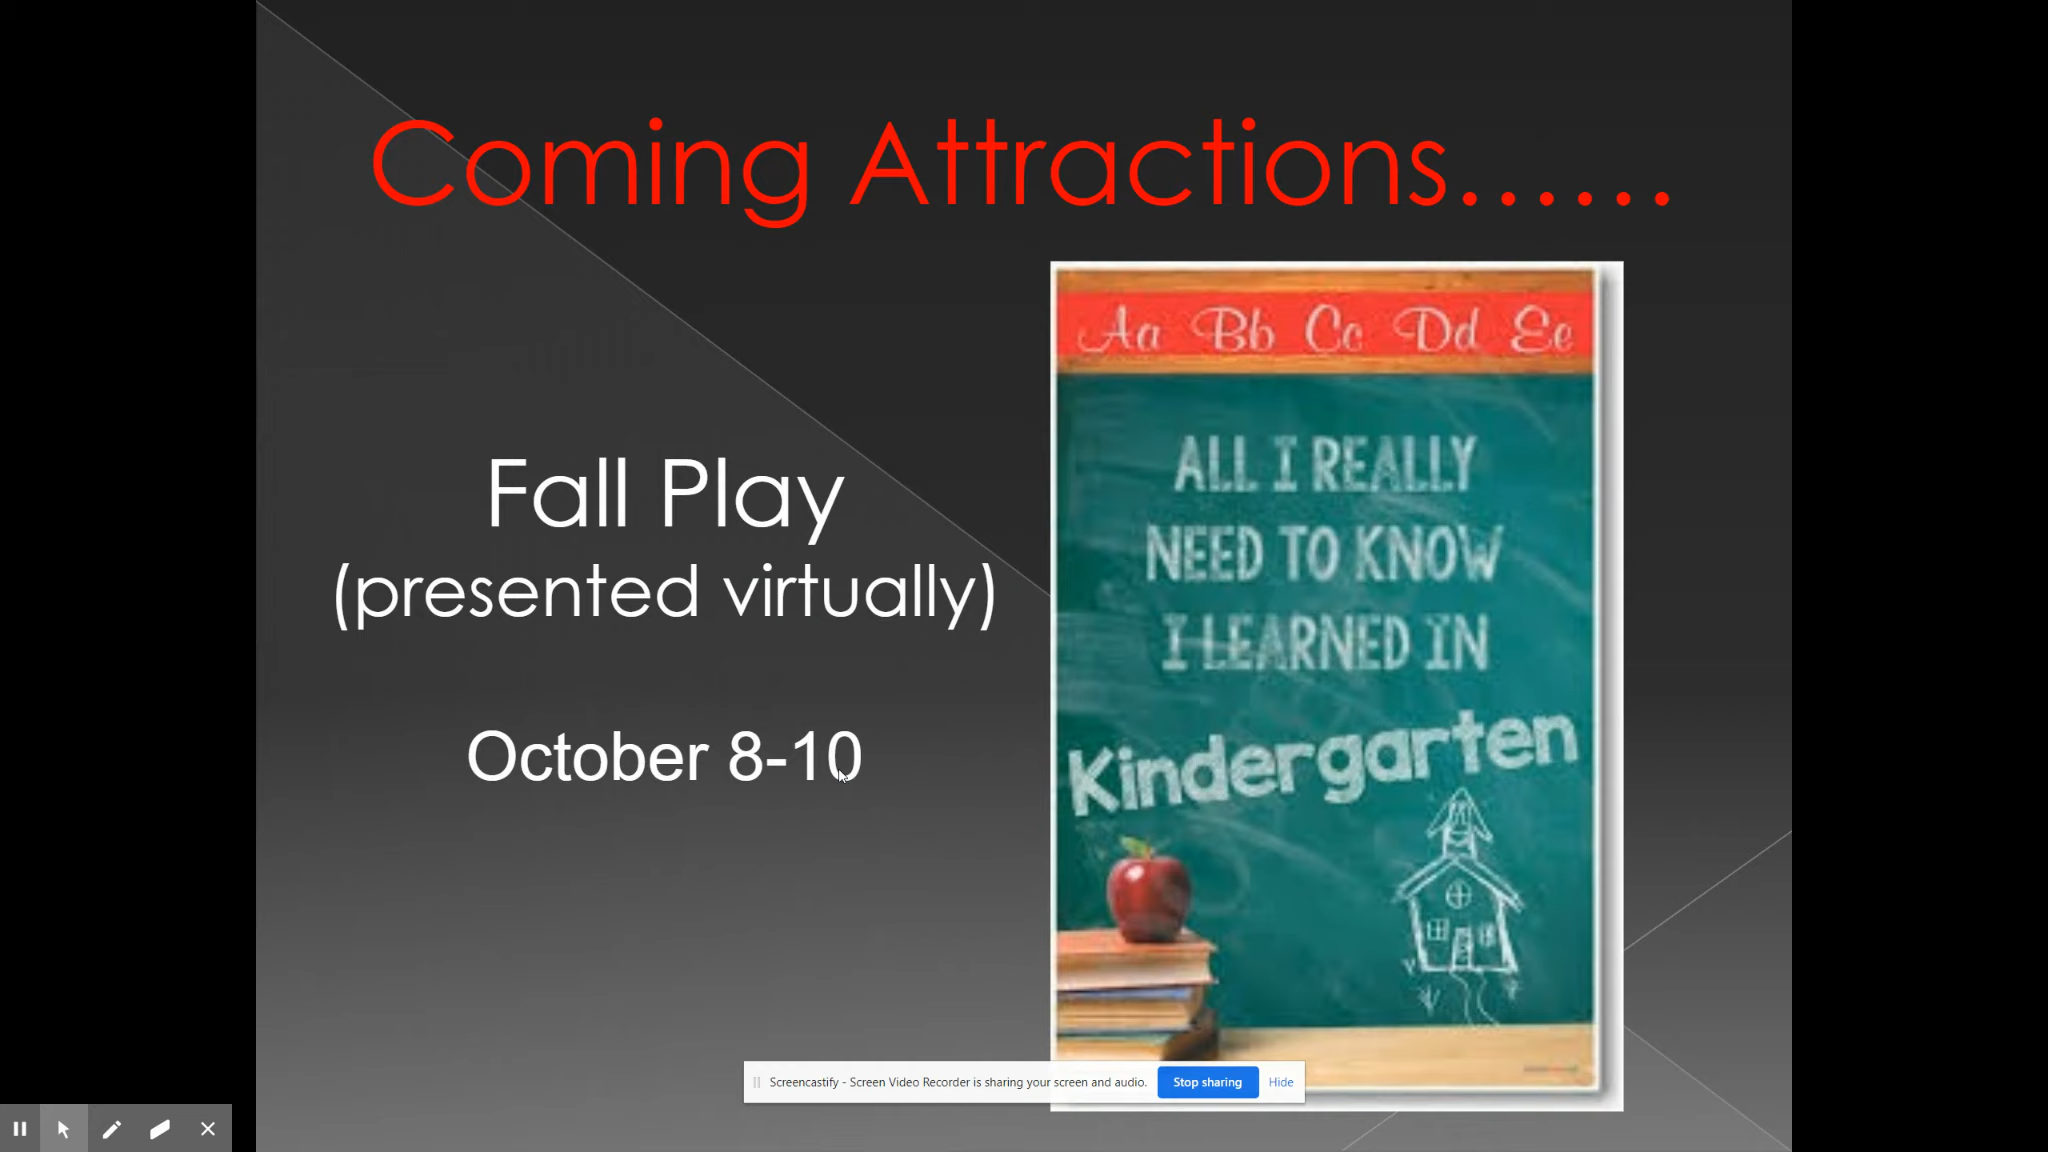 Coming Attractions......
Fall Play
(presented virtually)
October 8-10
Aa Bb Cc Dd Ee
ALL I REALLY
NEED TO KNOW
I LEARNED IN
Kindergarten
Screencastify - Screen Video Recorder is sharing your screen and audio. Stop sharing Hide